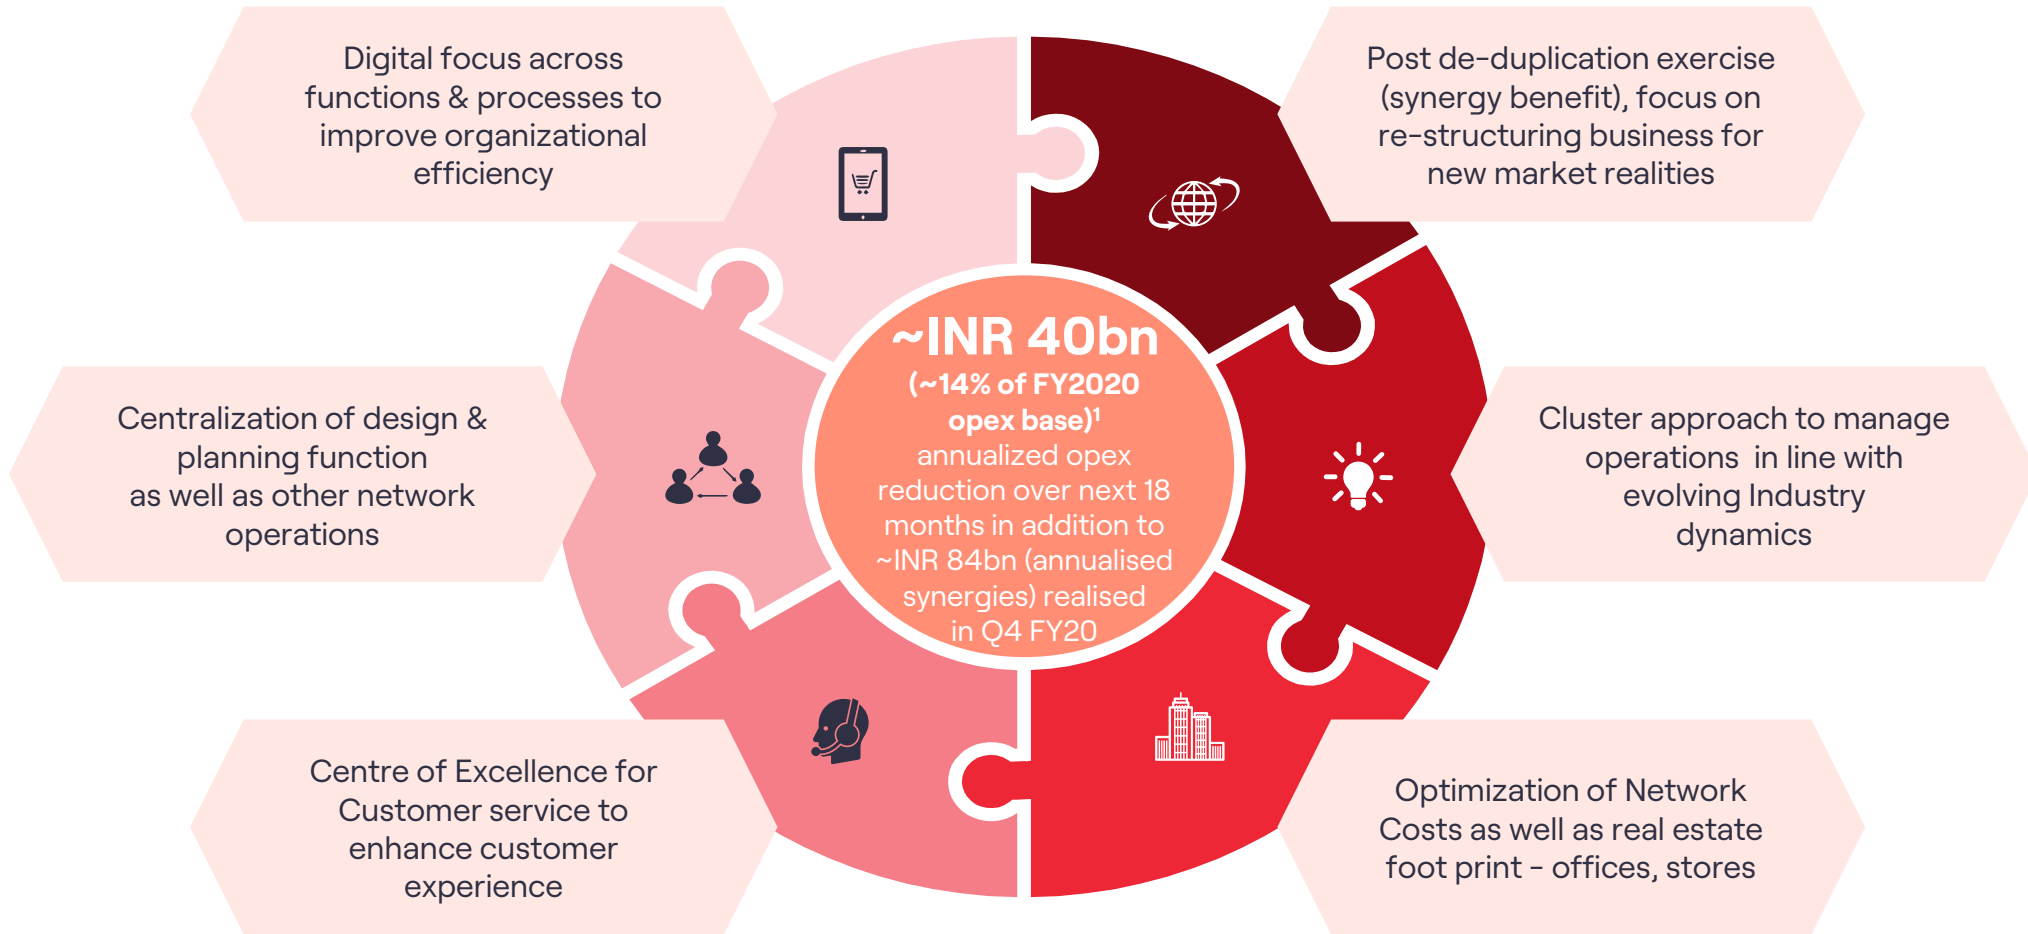 Digital focus across
functions & processes to
improve organizational
efficiency
Post de-duplication exercise
(synergy benefit), focus on
re-structuring business for
new market realities
Centralization of design &
planning function
as well as other network
operations
~INR 40bn
(~14% of FY2020
opex base)¹
annualized opex
reduction over next 18
months in addition to
~INR 84bn (annualised
synergies) realised
in Q4 FY20
Cluster approach to manage
operations  in line with
evolving Industry
dynamics
Centre of Excellence for
Customer service to
enhance customer
experience
Optimization of Network
Costs as well as real estate
foot print – offices, stores